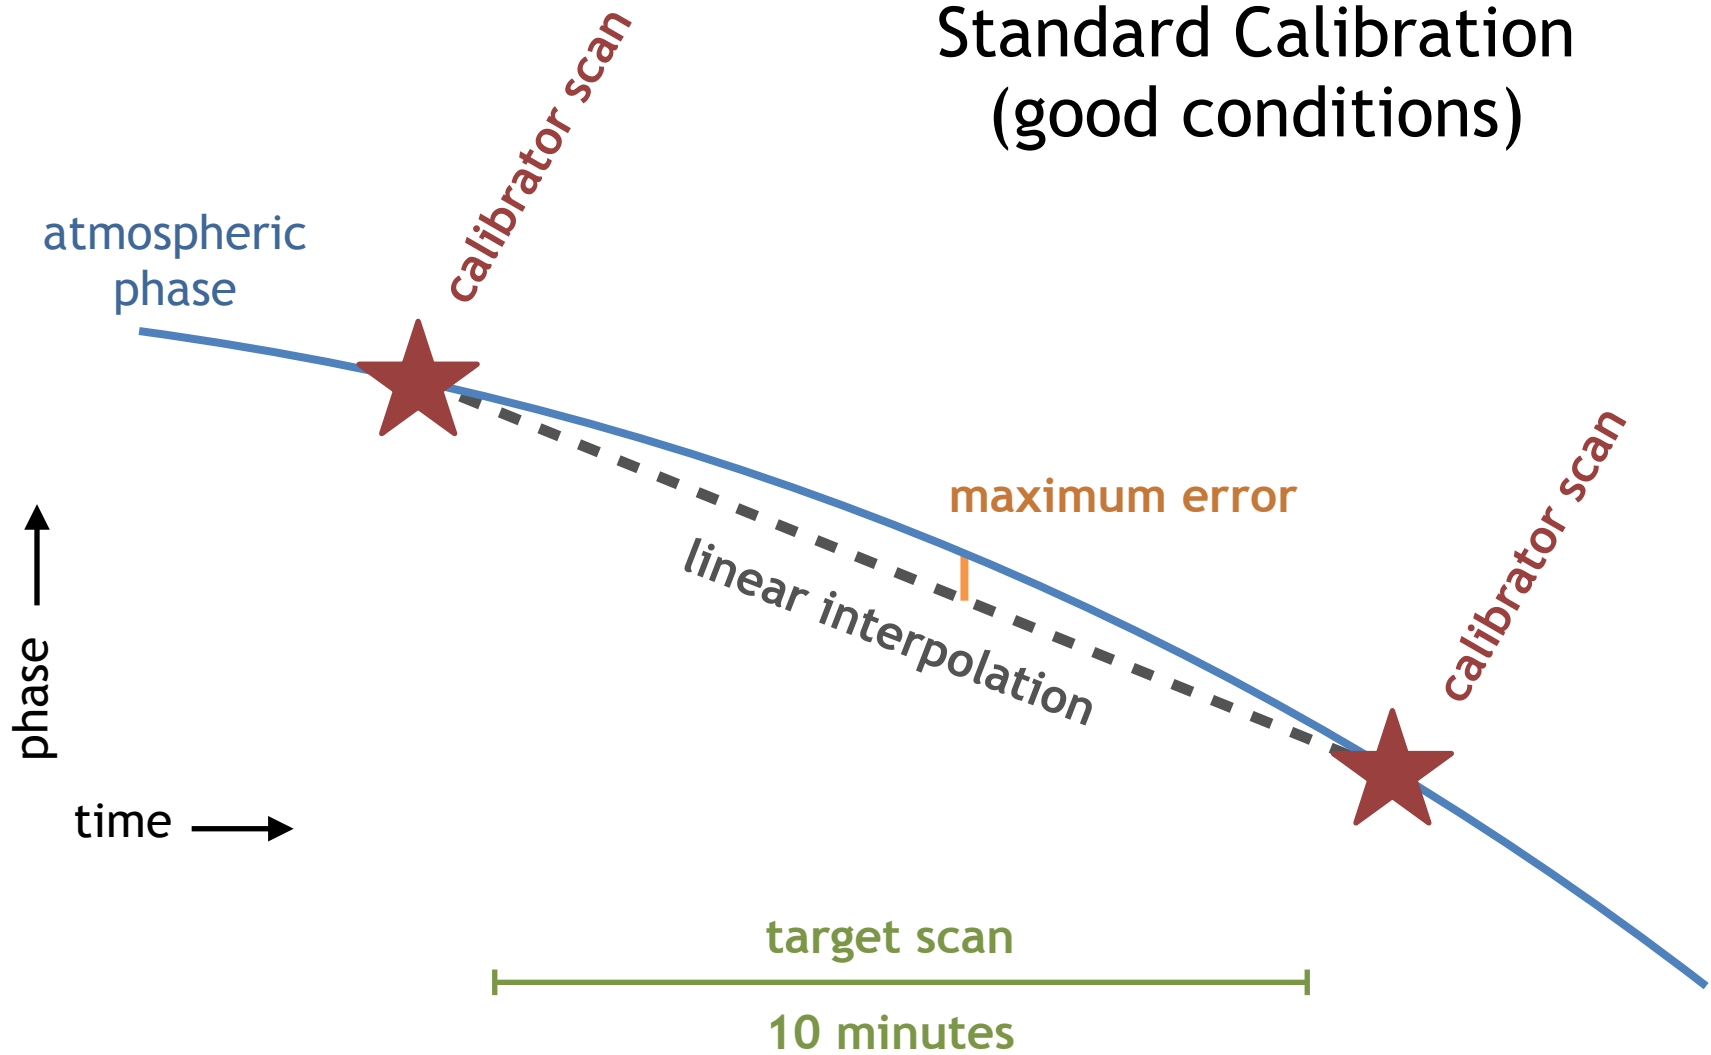 Standard Calibration
(good conditions)
calibrator scan
atmospheric
phase
maximum error
calibrator scan
linear interpolation
phase
time
target scan
10 minutes